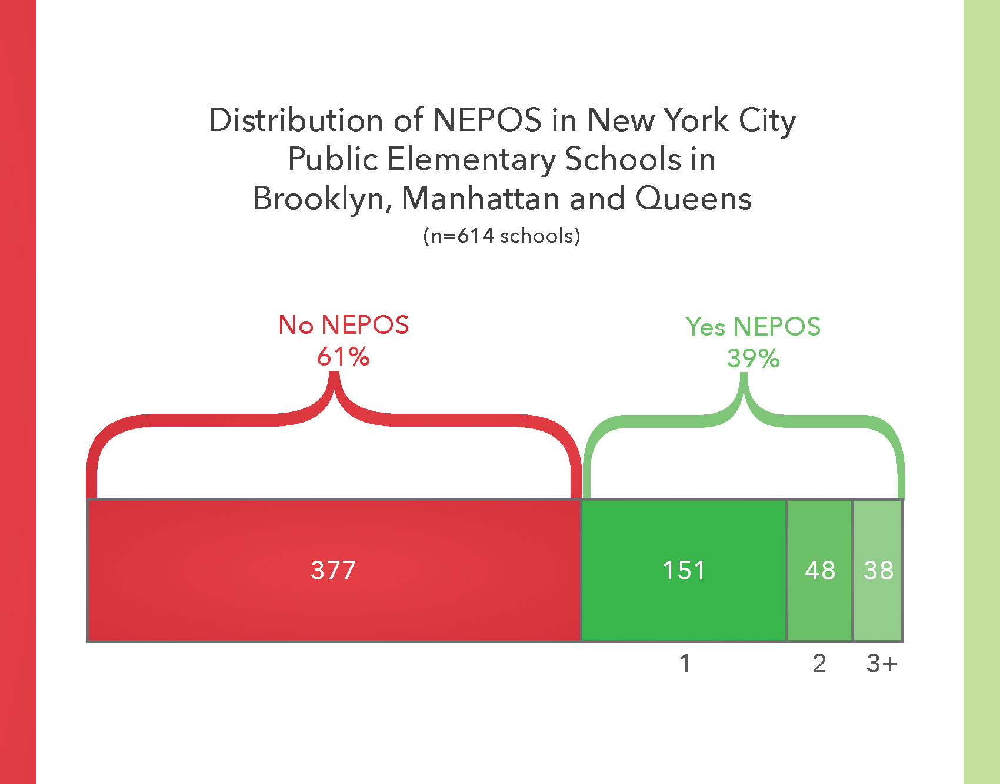 Distribution of NEPOS in New York City
Public Elementary Schools in
Brooklyn, Manhattan and Queens
(n=614 schools)
No NEPOS
61%
Yes NEPOS
39%
377
151
48
38
1
2
3+